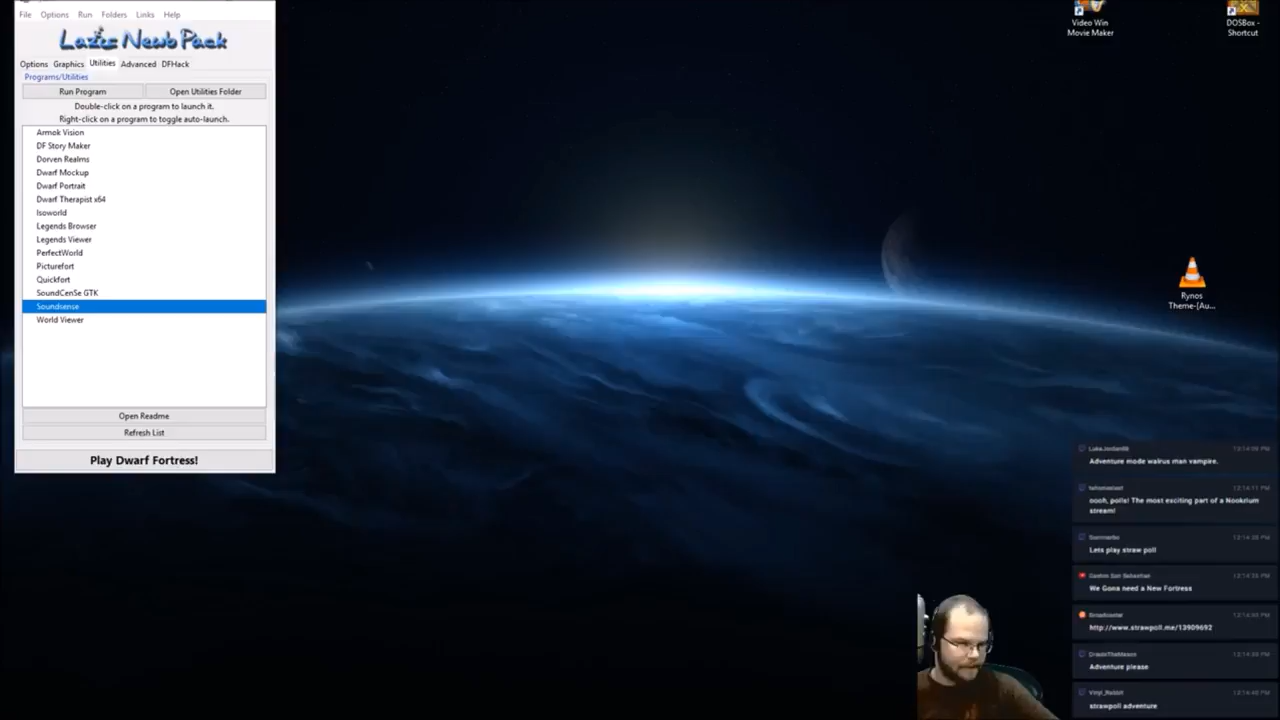 File Options Run Folders Links Help
Lazy Newb Pack
Options Graphics Utilities Advanced DFHack
Programs/Utilities
Run Program Open Utilities Folder
Double-click on a program to launch it.
Right-click on a program to toggle auto-launch.
Armok Vision
DF Story Maker
Dorven Realms
Dwarf Mockup
Dwarf Portrait
Dwarf Therapist x64
Isoworld
Legends Browser
Legends Viewer
PerfectWorld
Picturefort
Quickfort
SoundCenSe GTK
Soundsense
World Viewer
Open Readme
Refresh List
Play Dwarf Fortress!
Video Win
Movie Maker
DOSBox -
Shortcut
Rynos
Theme-[Au...
Adventure mode walrus man vampire.
oooh, polls! The most exciting part of a Nookrium
stream!
Lets play straw poll
We Gona need a New Fortress
http://www.strawpoll.me/13909692
Adventure please
strawpoll adventure